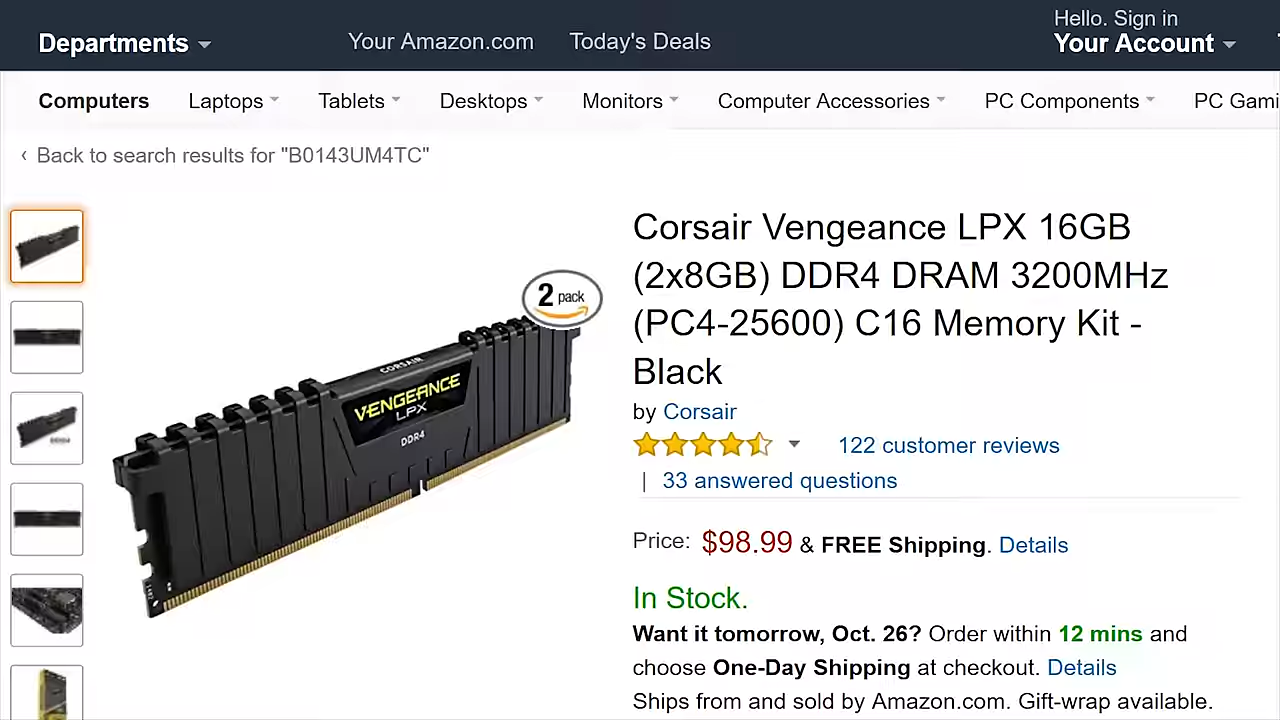 Hello. Sign in
Departments Your Amazon.com Today's Deals Your Account
Computers Laptops Tablets Desktops Monitors Computer Accessories PC Components PC Gami
‹ Back to search results for "B0143UM4TC"
Corsair Vengeance LPX 16GB
(2x8GB) DDR4 DRAM 3200MHz
(PC4-25600) C16 Memory Kit -
Black
by Corsair
122 customer reviews
| 33 answered questions
Price: $98.99 & FREE Shipping. Details
In Stock.
Want it tomorrow, Oct. 26? Order within 12 mins and
choose One-Day Shipping at checkout. Details
Ships from and sold by Amazon.com. Gift-wrap available.
2 pack
CORSAIR
VENGEANCE
LPX
DDR4